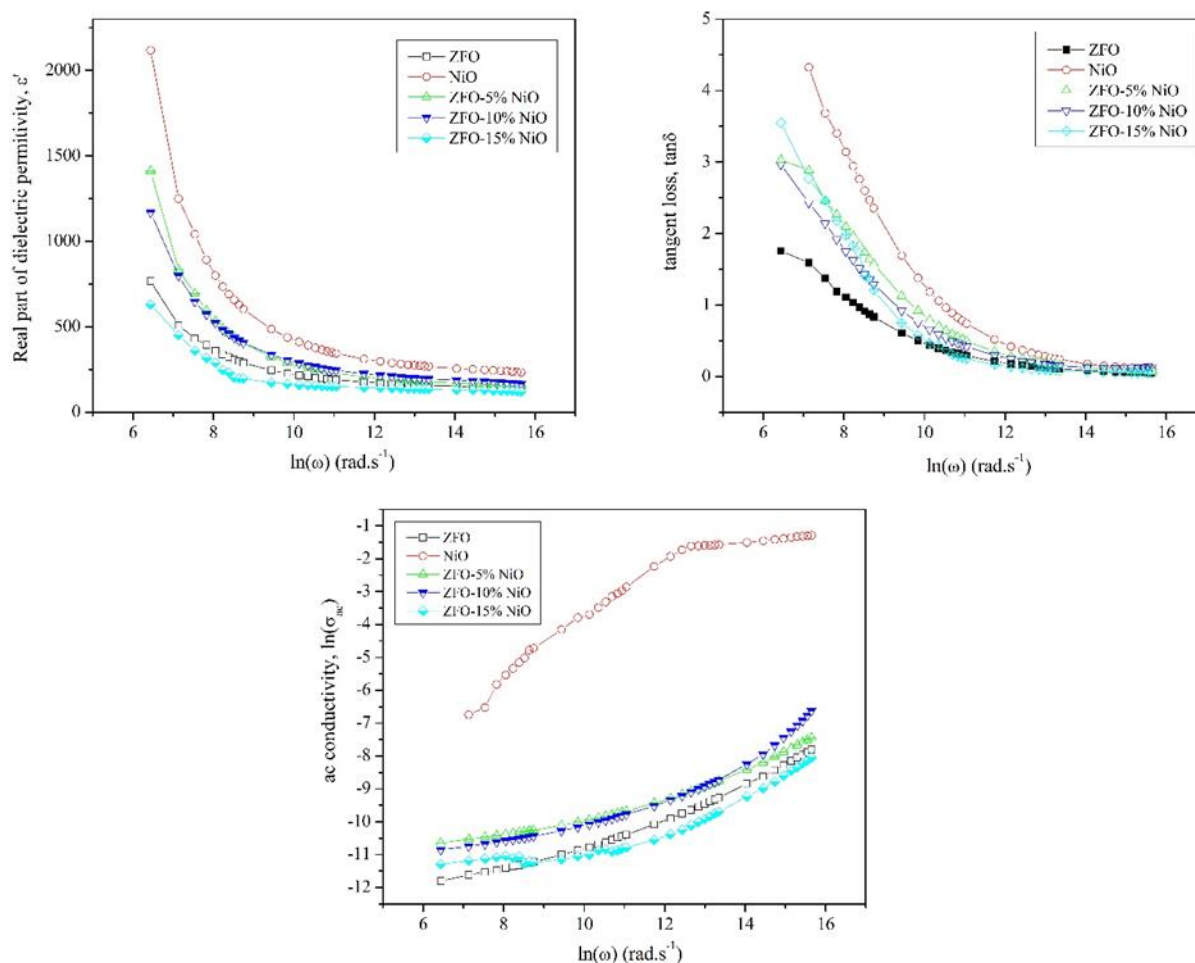 Real part of dielectric permitivity, ε'
2000
1500
1000
500
0
6 8 10 12 14 16
ln(ω) (rad.s⁻¹)
ZFO
NiO
ZFO-5% NiO
ZFO-10% NiO
ZFO-15% NiO
tangent loss, tanδ
5
4
3
2
1
0
6 8 10 12 14 16
ln(ω) (rad.s⁻¹)
ZFO
NiO
ZFO-5% NiO
ZFO-10% NiO
ZFO-15% NiO
ac conductivity, ln(σac)
-1
-2
-3
-4
-5
-6
-7
-8
-9
-10
-11
-12
6 8 10 12 14 16
ln(ω) (rad.s⁻¹)
ZFO
NiO
ZFO-5% NiO
ZFO-10% NiO
ZFO-15% NiO